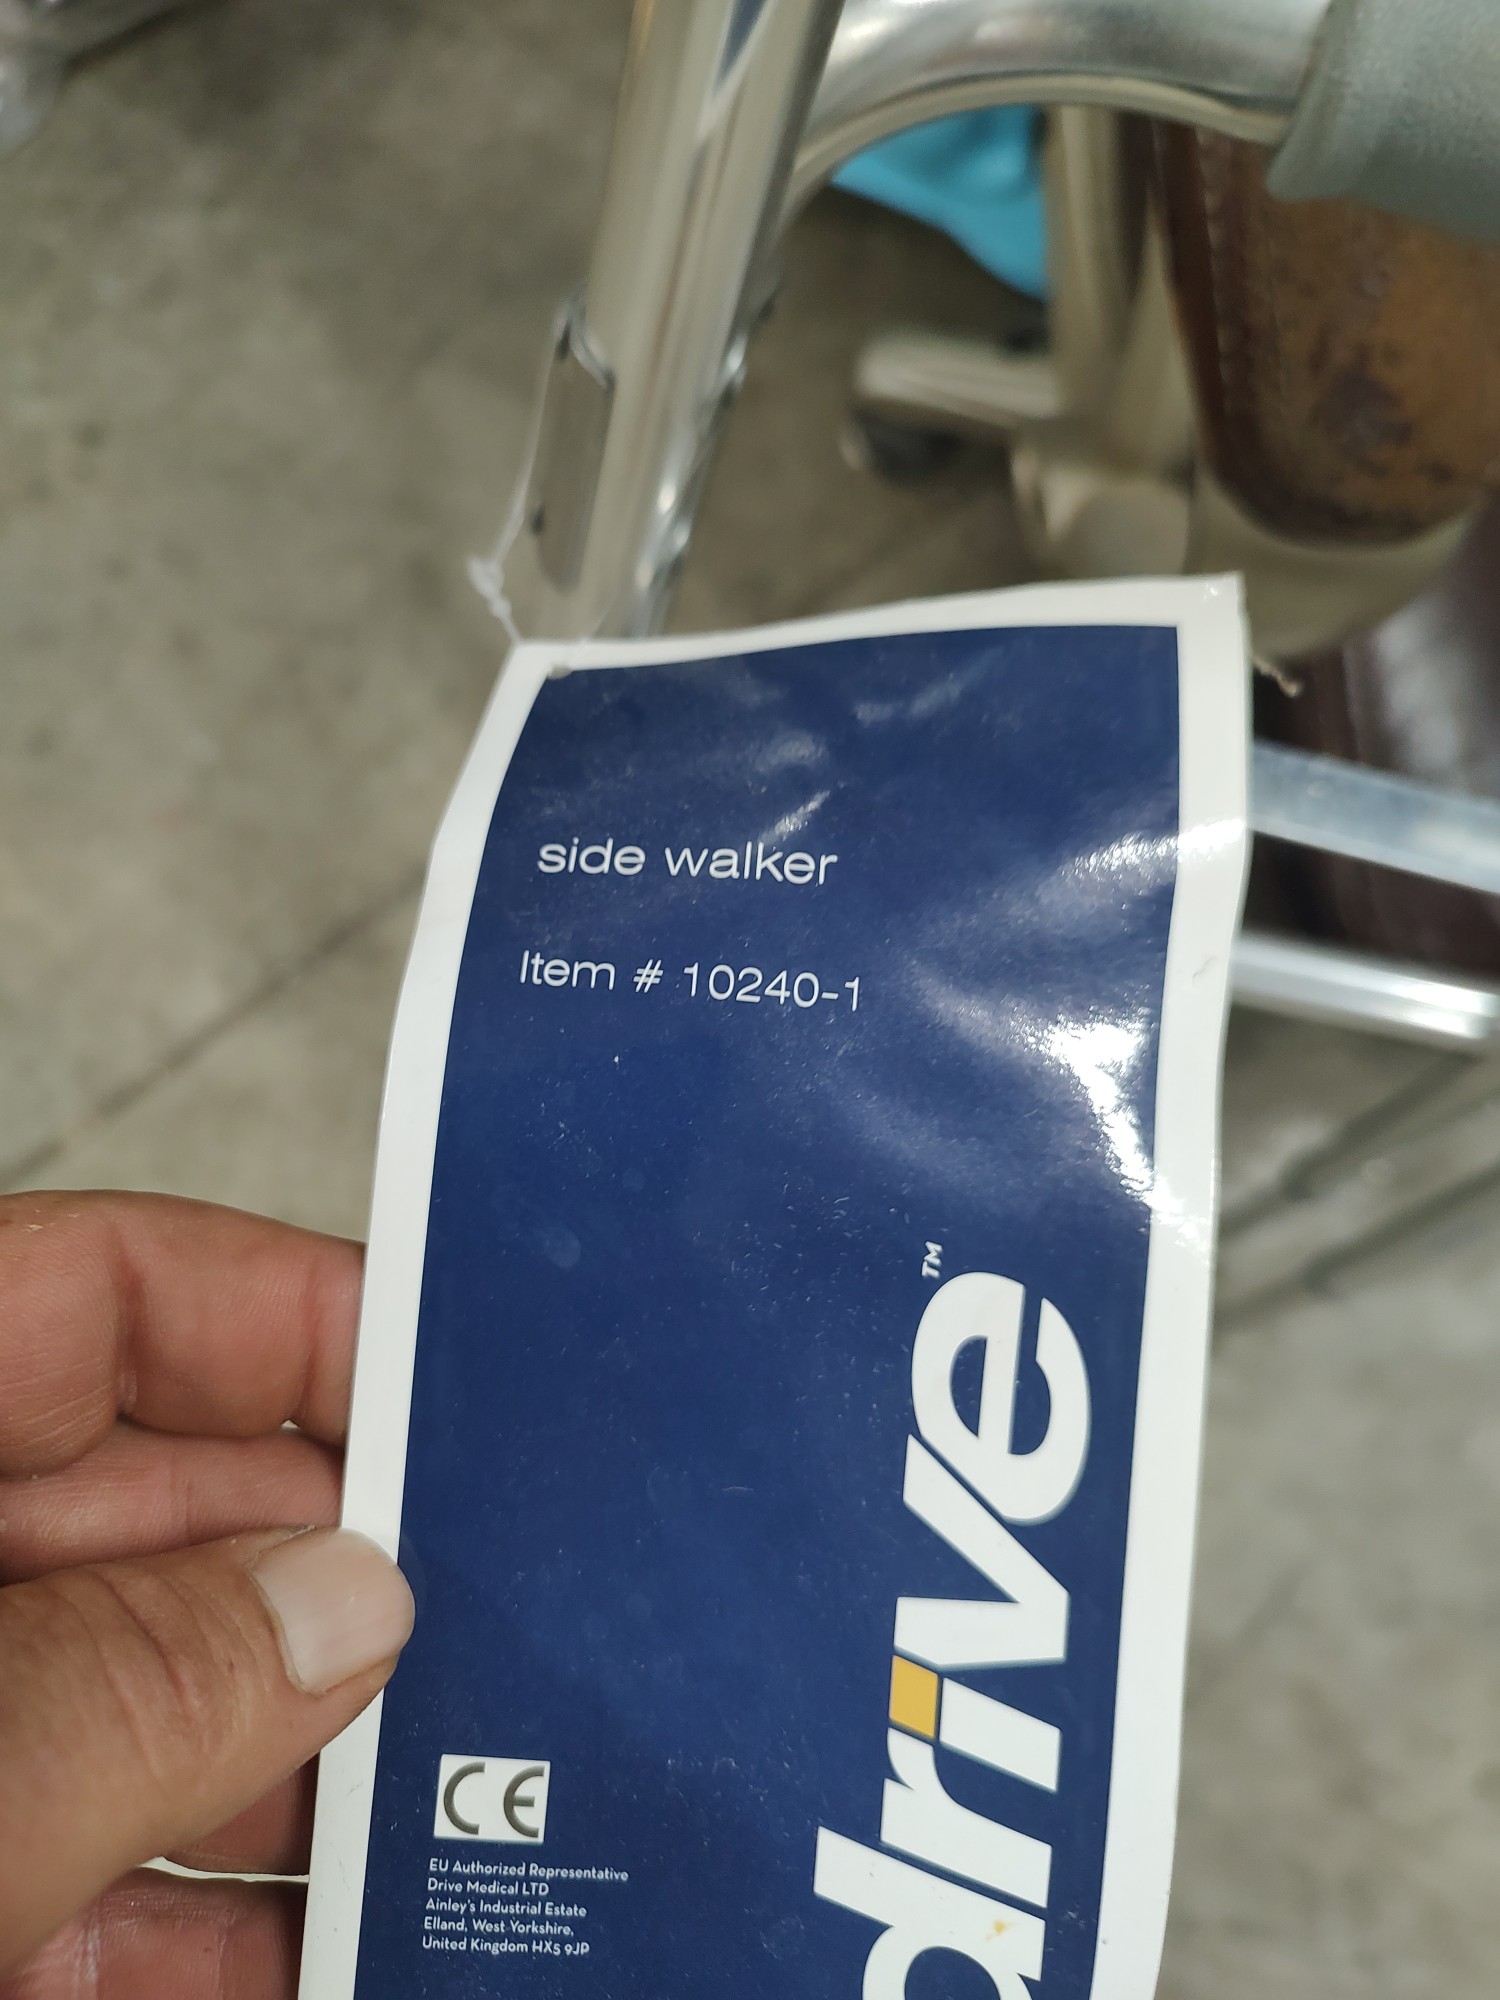 side walker
Item # 10240-1
drive™
CE
EU Authorized Representative
Drive Medical LTD
Ainley's Industrial Estate
Elland, West Yorkshire,
United Kingdom HX5 9JP